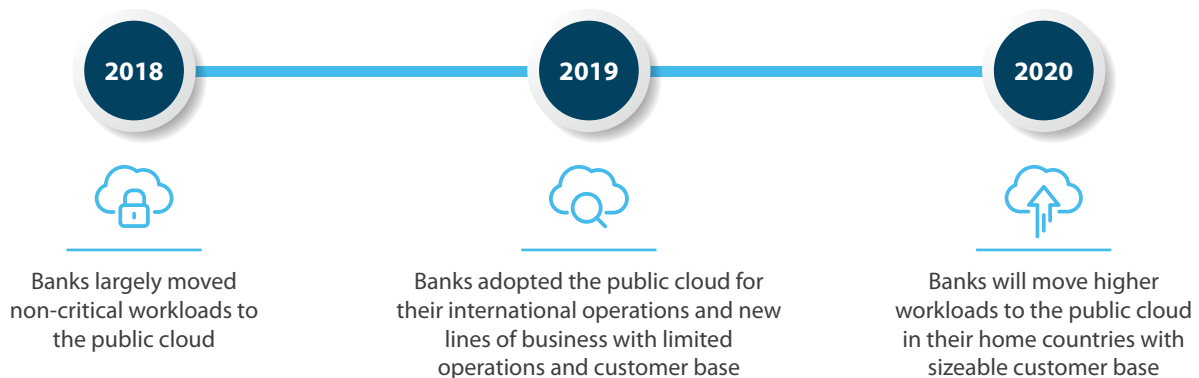 2018
2019
2020
Banks largely moved
non-critical workloads to
the public cloud
Banks adopted the public cloud for
their international operations and new
lines of business with limited
operations and customer base
Banks will move higher
workloads to the public cloud
in their home countries with
sizeable customer base